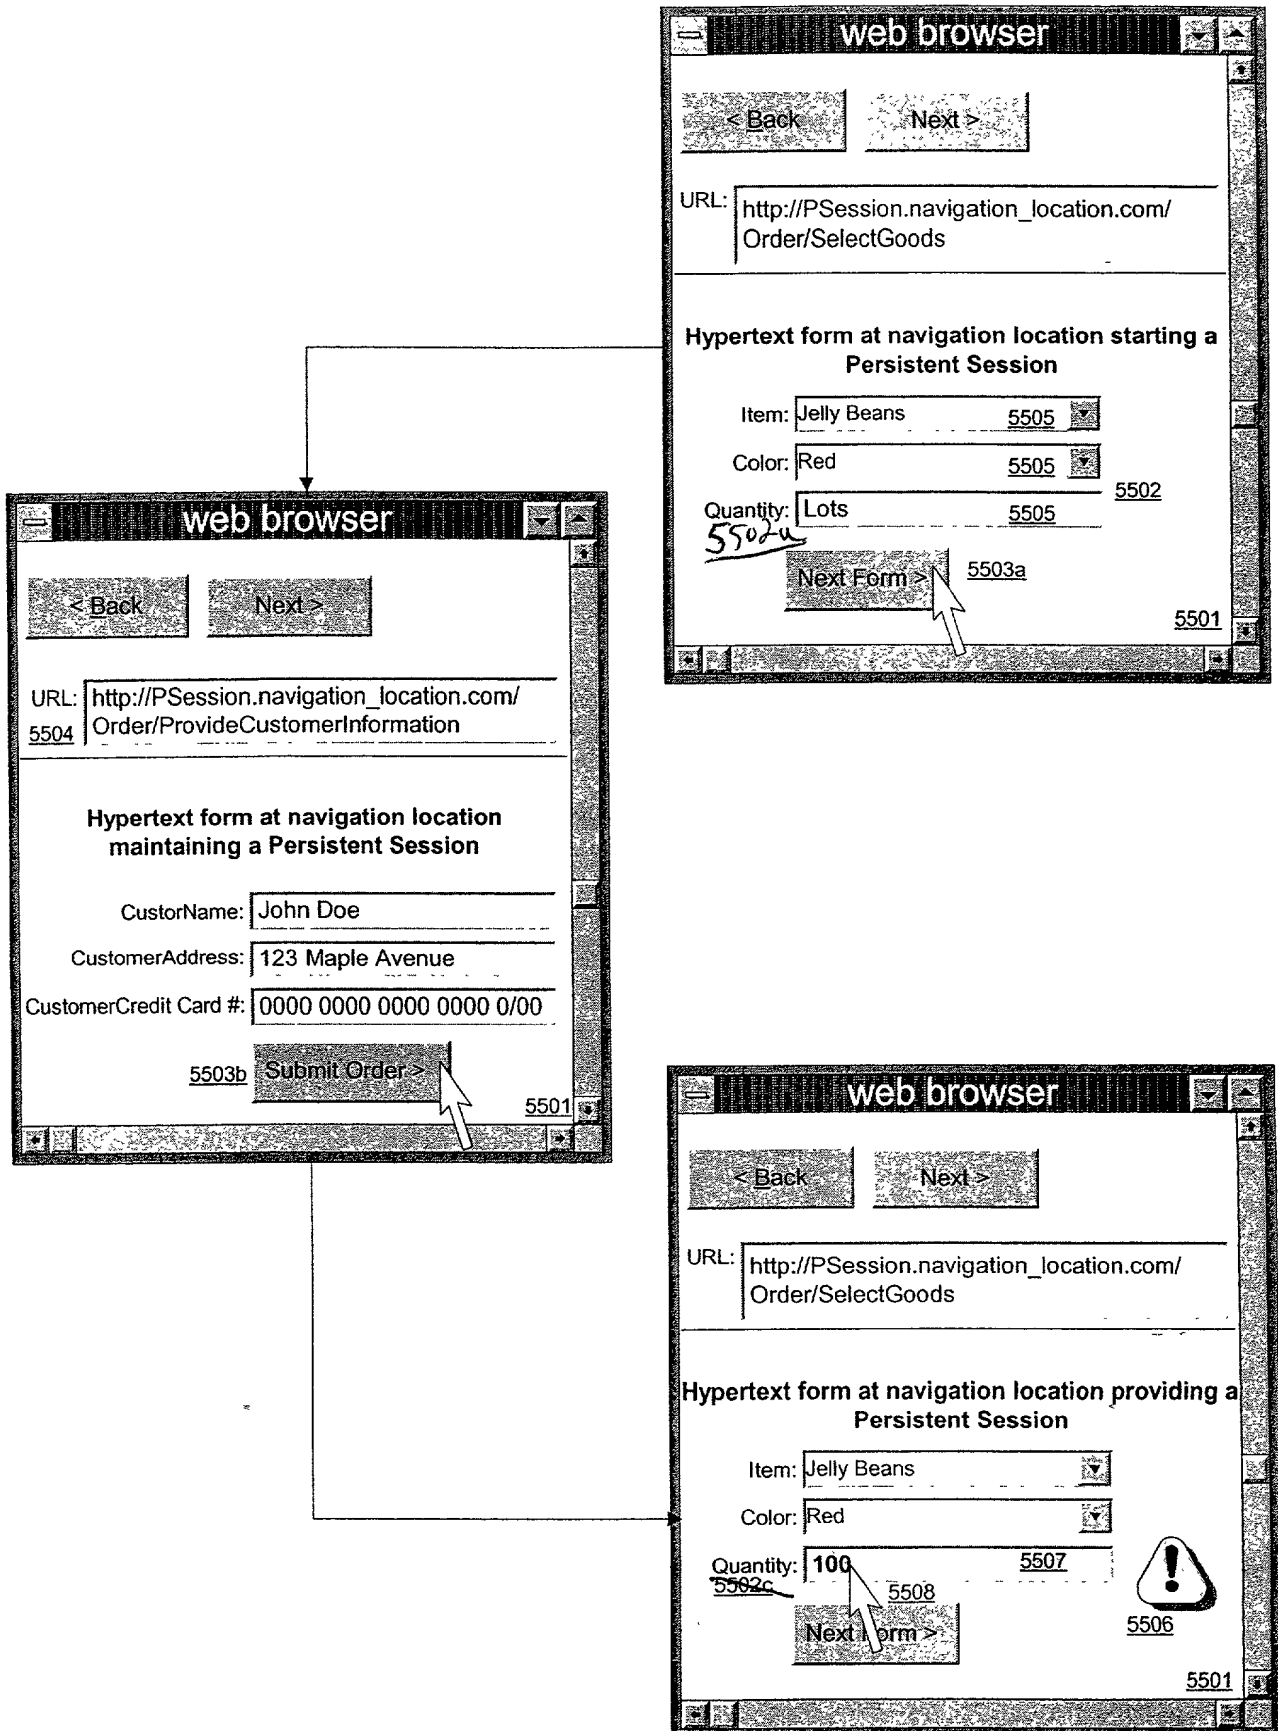 web browser
< Back Next >
URL: http://PSession.navigation_location.com/
Order/SelectGoods
Hypertext form at navigation location starting a
Persistent Session
Item: Jelly Beans 5505
Color: Red 5505
5502
Quantity: Lots 5505
5502a
Next Form > 5503a
5501
web browser
< Back Next >
URL: http://PSession.navigation_location.com/
5504 Order/ProvideCustomerInformation
Hypertext form at navigation location
maintaining a Persistent Session
CustorName: John Doe
CustomerAddress: 123 Maple Avenue
CustomerCredit Card #: 0000 0000 0000 0000 0/00
5503b Submit Order >
5501
web browser
< Back Next >
URL: http://PSession.navigation_location.com/
Order/SelectGoods
Hypertext form at navigation location providing a
Persistent Session
Item: Jelly Beans
Color: Red
Quantity: 100 5507
5502c 5508
!
5506
Next Form >
5501